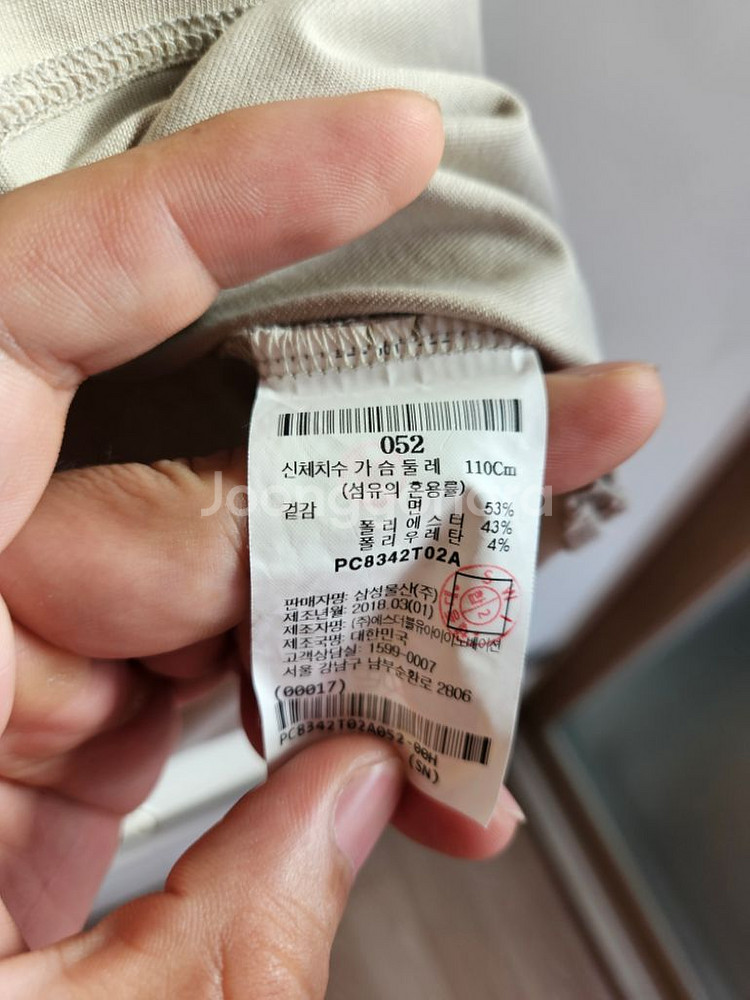 052
신체치수 가슴둘레 110Cm
(섬유의 혼용률)
겉감 면 53%
폴리에스터 43%
폴리우레탄 4%
PC8342T02A
판매자명: 삼성물산(주)
제조년월: 2018.03(01)
제조자명: (주)에스더블유아이이노베이션
제조국명: 대한민국
고객상담실: 1599-0007
서울 강남구 남부순환로 2806
(00017)
PC8342T02A052-00H
(SN)